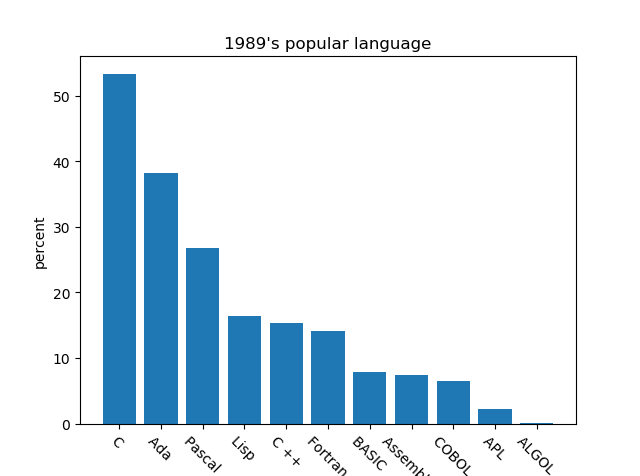 1989's popular language
percent
50
40
30
20
10
0
C
Ada
Pascal
Lisp
C ++
Fortran
BASIC
COBOL
APL
ALGOL